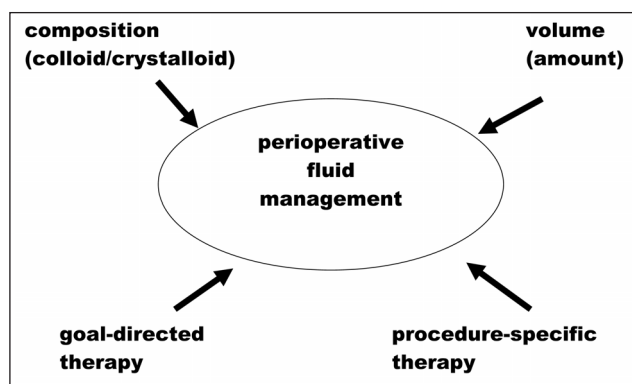 composition
(colloid/crystalloid)
volume
(amount)
perioperative
fluid
management
goal-directed
therapy
procedure-specific
therapy